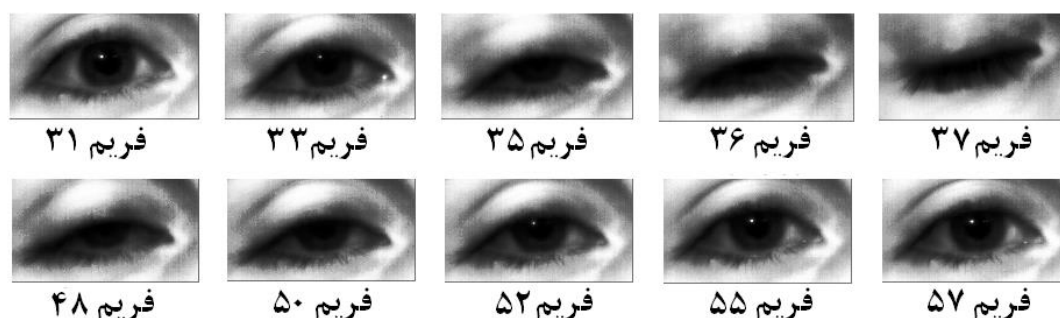 فریم ۳۱ فریم ۳۳ فریم ۳۵ فریم ۳۶ فریم ۳۷
فریم ۴۸ فریم ۵۰ فریم ۵۲ فریم ۵۵ فریم ۵۷